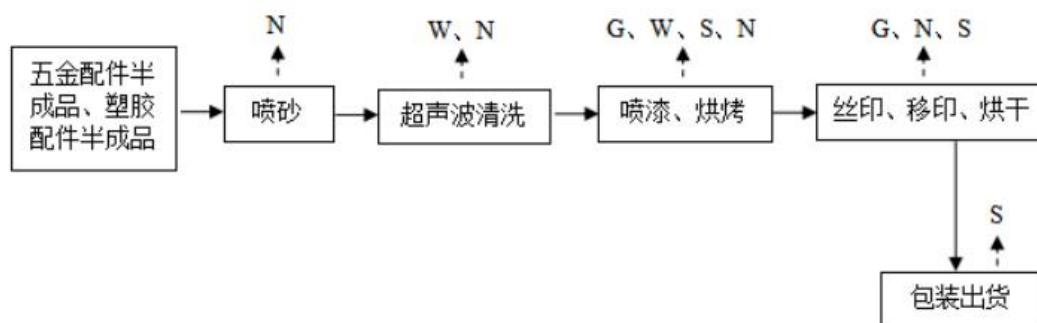 N
W、N
G、W、S、N
G、N、S
五金配件半
成品、塑胶
配件半成品
喷砂
超声波清洗
喷漆、烘烤
丝印、移印、烘干
S
包装出货